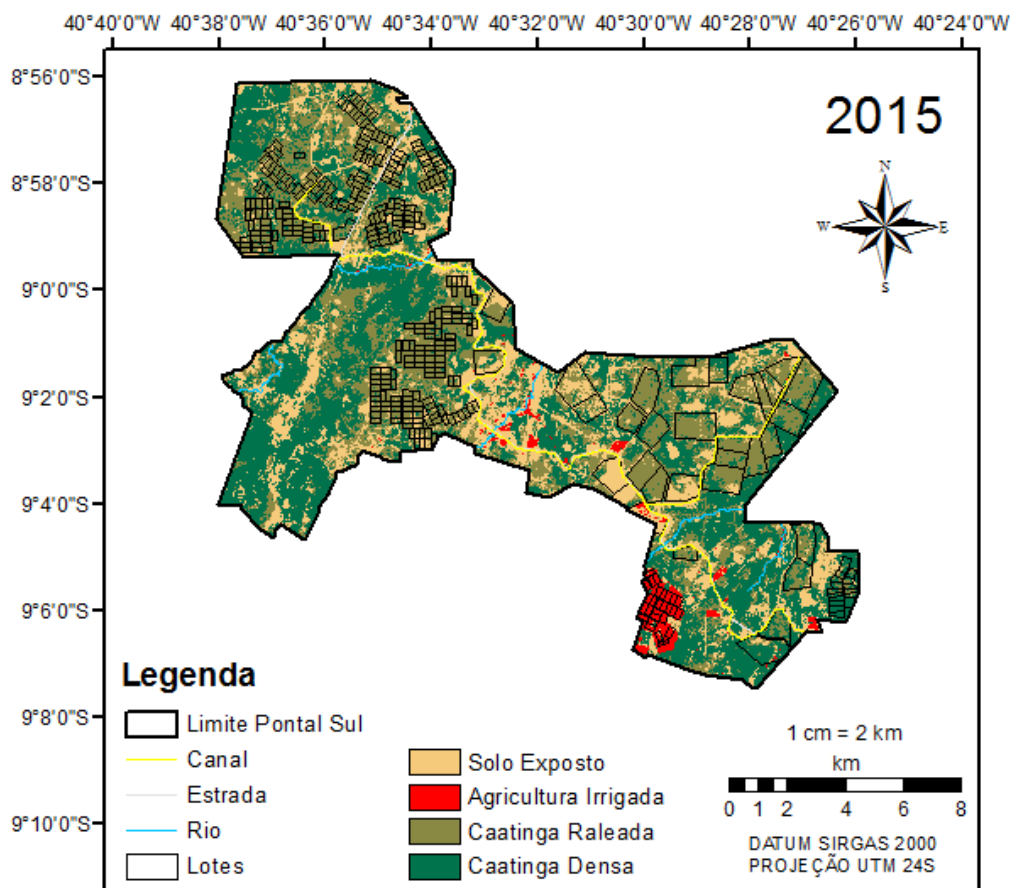 40°40'0"W 40°38'0"W 40°36'0"W 40°34'0"W 40°32'0"W 40°30'0"W 40°28'0"W 40°26'0"W 40°24'0"W
8°56'0"S
2015
N
8°58'0"S
W E
S
9°0'0"S
9°2'0"S
9°4'0"S
9°6'0"S
Legenda
9°8'0"S
Limite Pontal Sul
Canal
Estrada
Rio
Lotes
Solo Exposto
Agricultura Irrigada
Caatinga Raleada
Caatinga Densa
1 cm = 2 km
km
0 1 2 4 6 8
9°10'0"S
DATUM SIRGAS 2000
PROJEÇÃO UTM 24S